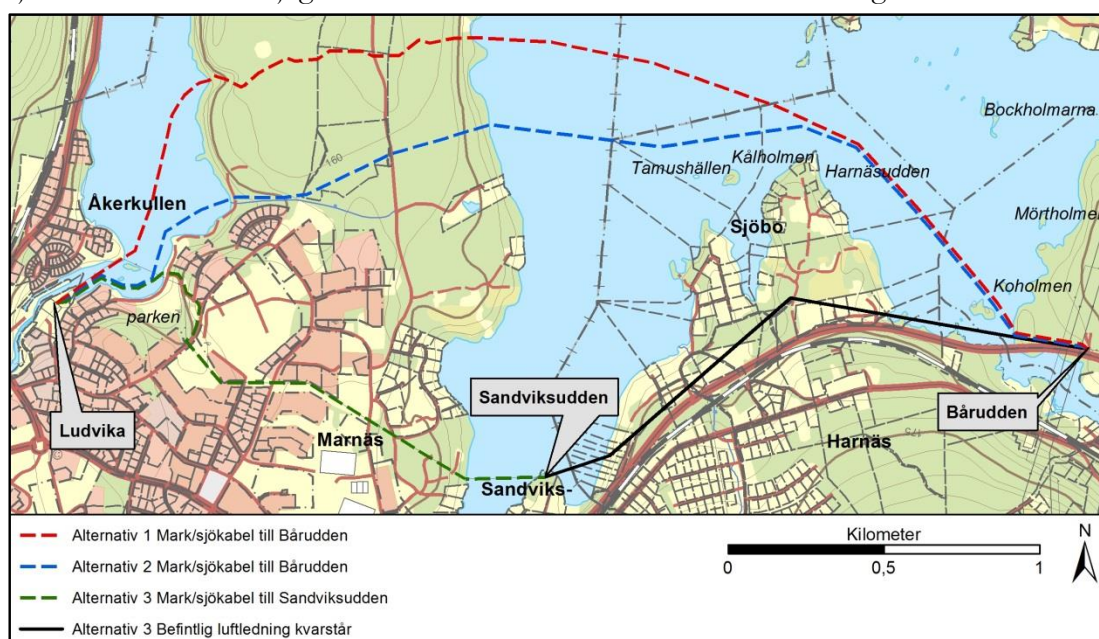 Bockholmarna
Kålholmen
Tamushällen
Harnäsudden
Åkerkullen
160
Mörtholmen
Sjöbo
Koholmen
parken
Sandviksudden
Bårudden
Ludvika
Marnäs
Harnäs
175
Sandviks-
Alternativ 1 Mark/sjökabel till Bårudden
Alternativ 2 Mark/sjökabel till Bårudden
Alternativ 3 Mark/sjökabel till Sandviksudden
Alternativ 3 Befintlig luftledning kvarstår
Kilometer
0 0,5 1
N